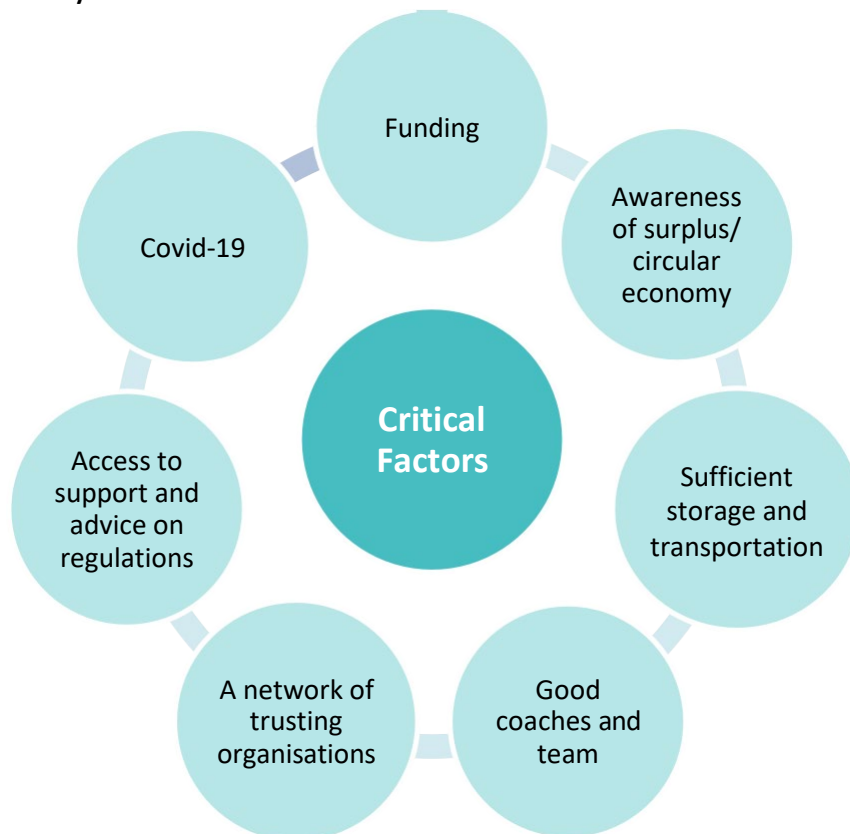 Critical
Factors
Funding
Awareness
of surplus/
circular
economy
Sufficient
storage and
transportation
Good
coaches and
team
A network of
trusting
organisations
Access to
support and
advice on
regulations
Covid-19